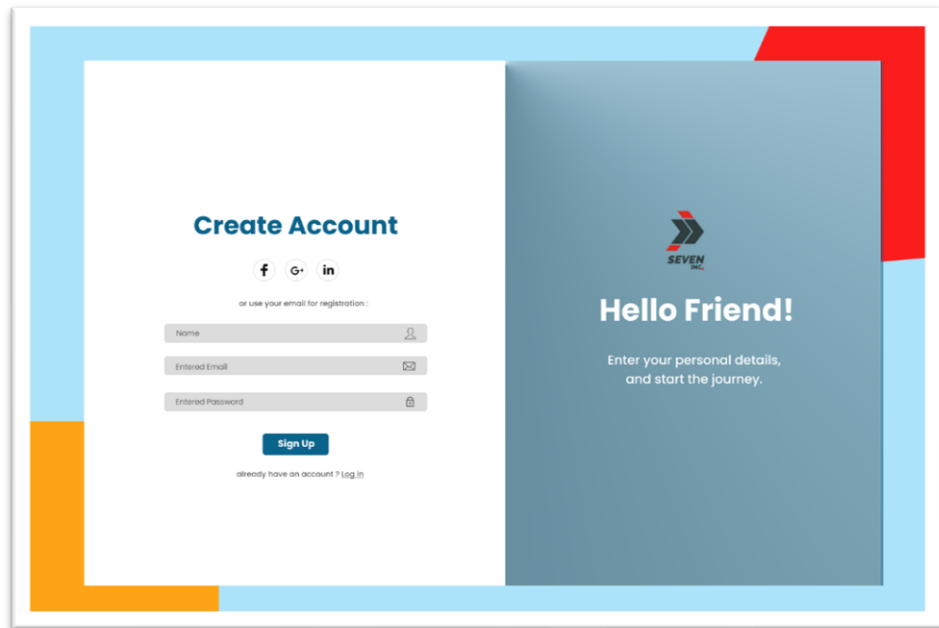 Create Account
f G+ in
or use your email for registration :
Name
Entered Email
Entered Password
Sign Up
already have an account ? Log in
SEVEN
INC.
Hello Friend!
Enter your personal details,
and start the journey.